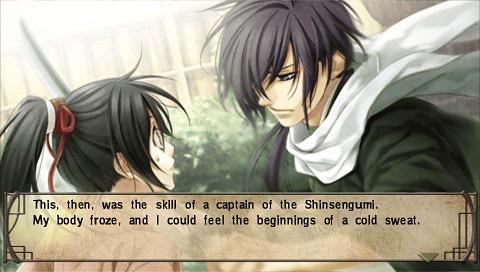 This, then, was the skill of a captain of the Shinsengumi.
My body froze, and I could feel the beginnings of a cold sweat.